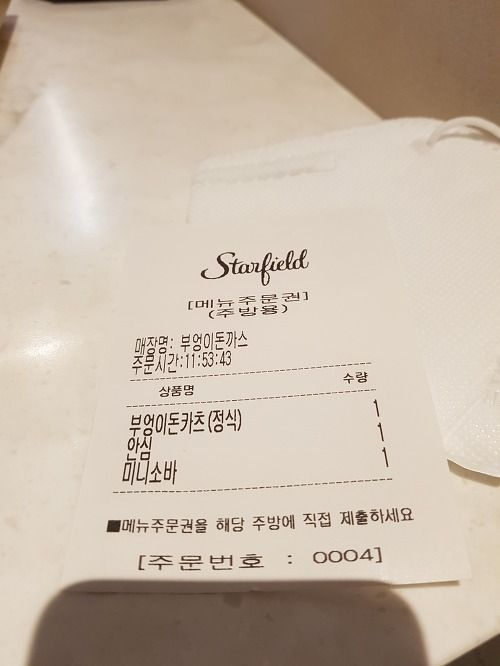 Starfield
[메뉴주문권]
(주방용)
매장명: 부엉이돈까스
주문시간:11:53:43
상품명 수량
부엉이돈카츠(정식) 1
안심 1
미니소바 1
■메뉴주문권을 해당 주방에 직접 제출하세요
[주문번호 : 0004]